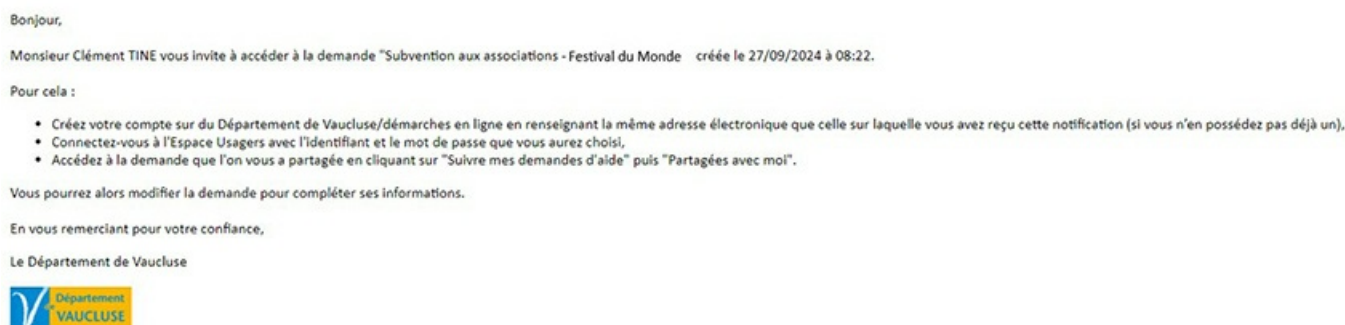 Bonjour,
Monsieur Clément TINE vous invite à accéder à la demande "Subvention aux associations - Festival du Monde créée le 27/09/2024 à 08:22.
Pour cela :
• Créez votre compte sur du Département de Vaucluse/démarches en ligne en renseignant la même adresse électronique que celle sur laquelle vous avez reçu cette notification (si vous n'en possédez pas déjà un),
• Connectez-vous à l'Espace Usagers avec l'identifiant et le mot de passe que vous aurez choisi,
• Accédez à la demande que l'on vous a partagée en cliquant sur "Suivre mes demandes d'aide" puis "Partagées avec moi".
Vous pourrez alors modifier la demande pour compléter ses informations.
En vous remerciant pour votre confiance,
Le Département de Vaucluse
Département
VAUCLUSE